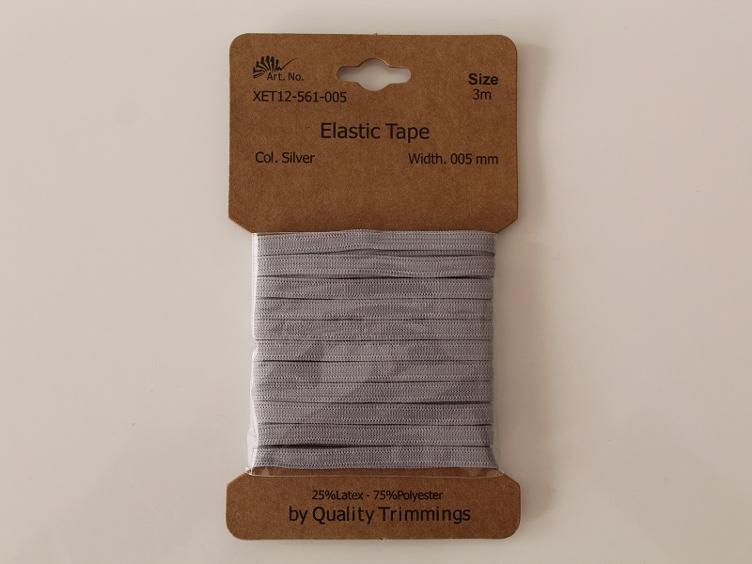 Art. No.
XET12-561-005
Size
3m
Elastic Tape
Col. Silver
Width. 005 mm
25%Latex - 75%Polyester
by Quality Trimmings